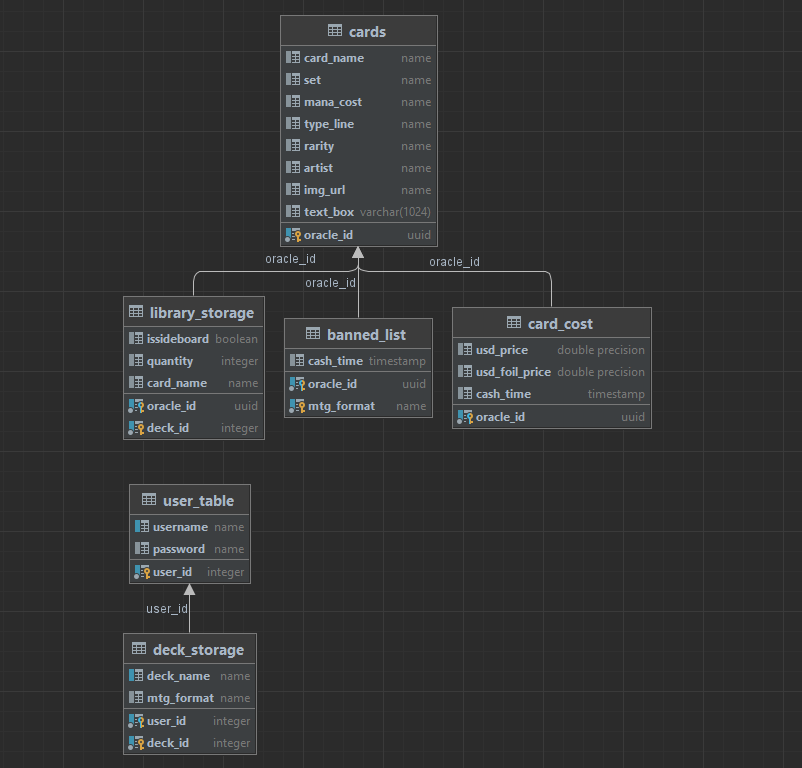 cards
card_name name
set name
mana_cost name
type_line name
rarity name
artist name
img_url name
text_box varchar(1024)
oracle_id uuid
oracle_id
oracle_id
oracle_id
library_storage
issideboard boolean
quantity integer
card_name name
oracle_id uuid
deck_id integer
banned_list
cash_time timestamp
oracle_id uuid
mtg_format name
card_cost
usd_price double precision
usd_foil_price double precision
cash_time timestamp
oracle_id uuid
user_table
username name
password name
user_id integer
user_id
deck_storage
deck_name name
mtg_format name
user_id integer
deck_id integer